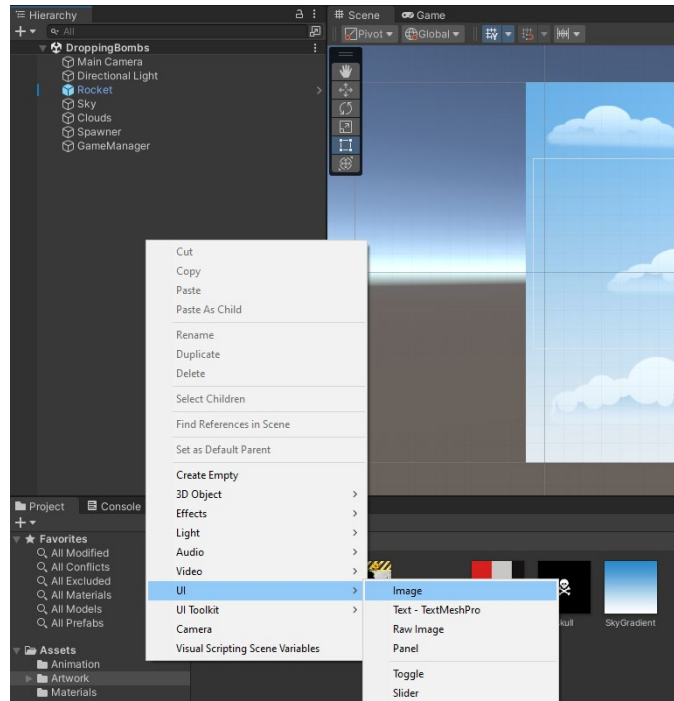 Hierarchy
All
DroppingBombs
Main Camera
Directional Light
Rocket
Sky
Clouds
Spawner
GameManager
Scene
Game
Pivot
Global
Cut
Copy
Paste
Paste As Child
Rename
Duplicate
Delete
Select Children
Find References in Scene
Set as Default Parent
Create Empty
3D Object
Effects
Light
Audio
Video
UI
UI Toolkit
Camera
Visual Scripting Scene Variables
Image
Text - TextMeshPro
Raw Image
Panel
Toggle
Slider
Project
Console
Favorites
All Modified
All Conflicts
All Excluded
All Materials
All Models
All Prefabs
Assets
Animation
Artwork
Materials
kull
SkyGradient